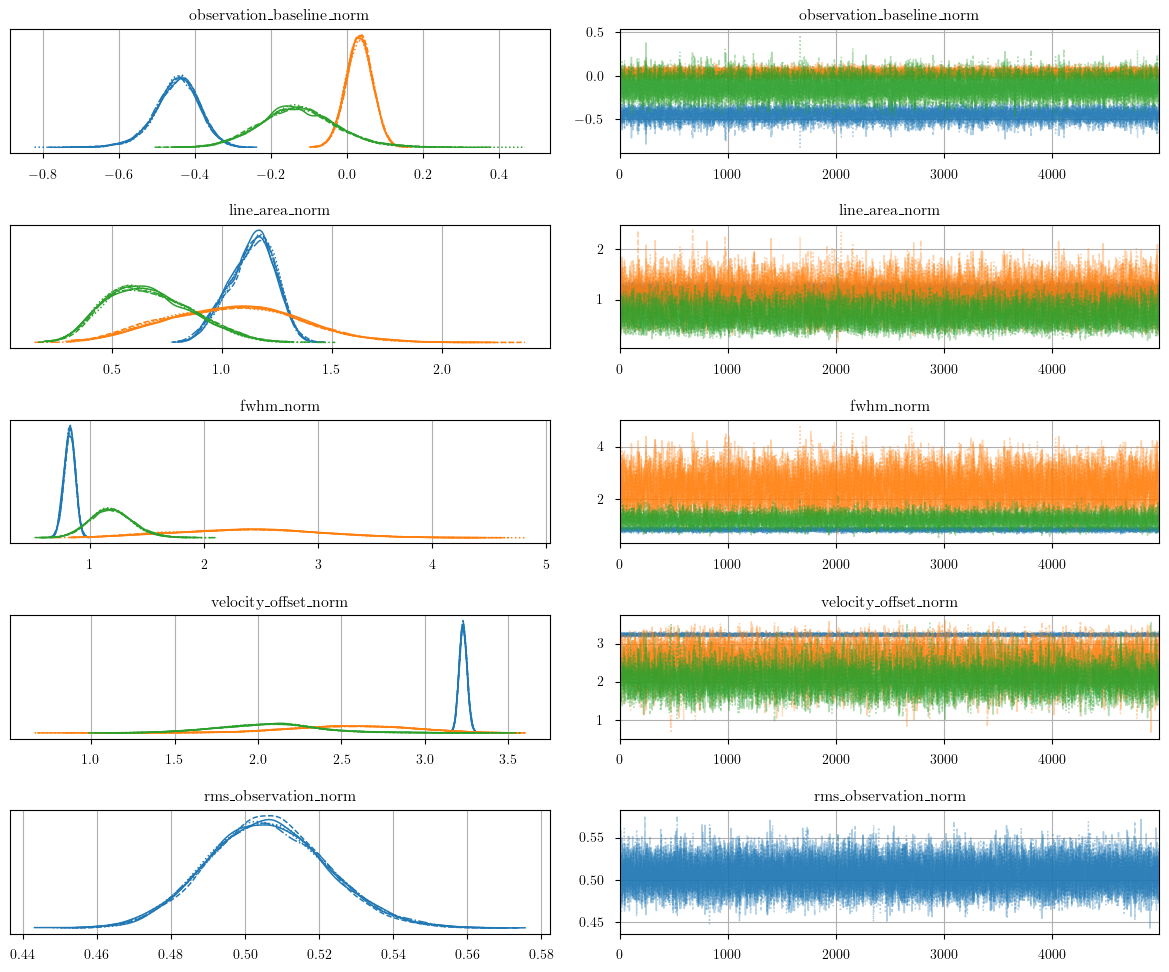 observation_baseline_norm
−0.8 −0.6 −0.4 −0.2 0.0 0.2 0.4
observation_baseline_norm
0.5
0.0
−0.5
0 1000 2000 3000 4000
line_area_norm
0.5 1.0 1.5 2.0
line_area_norm
2
1
0 1000 2000 3000 4000
fwhm_norm
1 2 3 4 5
fwhm_norm
4
2
0 1000 2000 3000 4000
velocity_offset_norm
1.0 1.5 2.0 2.5 3.0 3.5
velocity_offset_norm
3
2
1
0 1000 2000 3000 4000
rms_observation_norm
0.44 0.46 0.48 0.50 0.52 0.54 0.56 0.58
rms_observation_norm
0.55
0.50
0.45
0 1000 2000 3000 4000